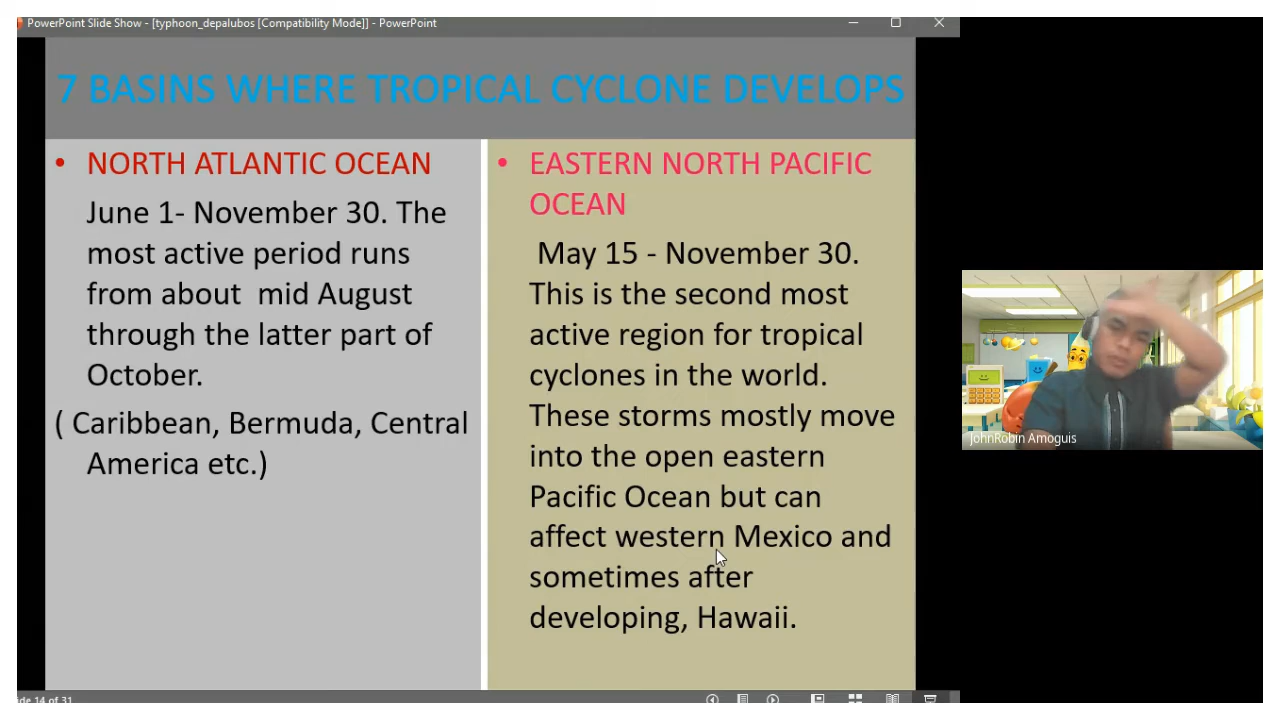 PowerPoint Slide Show - [typhoon_depalubos [Compatibility Mode]] - PowerPoint
7 BASINS WHERE TROPICAL CYCLONE DEVELOPS
• NORTH ATLANTIC OCEAN
June 1- November 30. The
most active period runs
from about mid August
through the latter part of
October.
( Caribbean, Bermuda, Central
America etc.)
• EASTERN NORTH PACIFIC
OCEAN
May 15 - November 30.
This is the second most
active region for tropical
cyclones in the world.
These storms mostly move
into the open eastern
Pacific Ocean but can
affect western Mexico and
sometimes after
developing, Hawaii.
JohnRobin Amoguis
ide 14 of 31